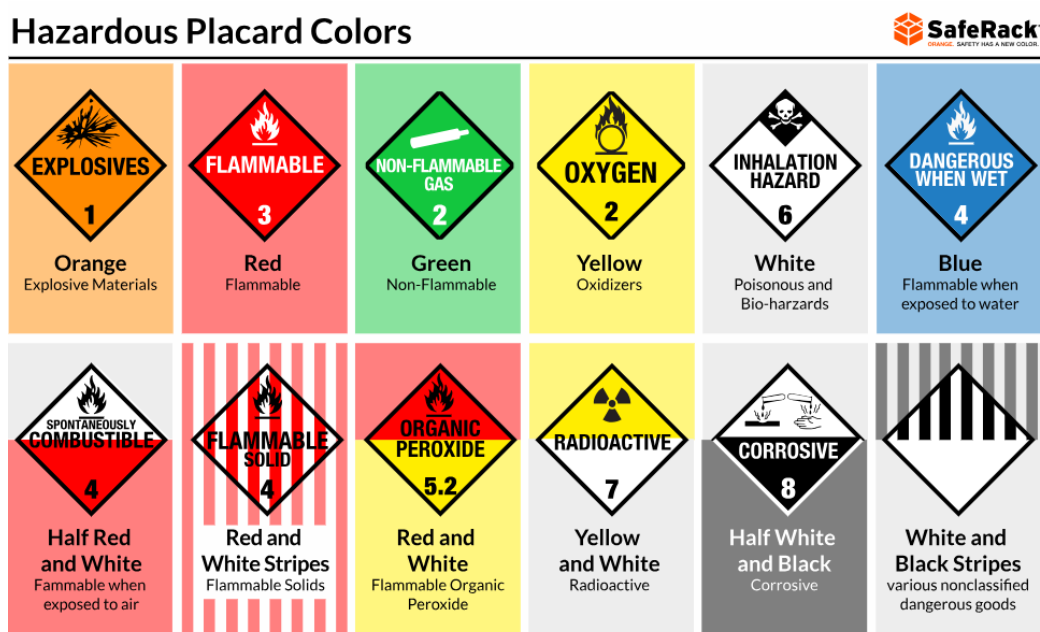 Hazardous Placard Colors
SafeRack
ORANGE. SAFETY HAS A NEW COLOR.
EXPLOSIVES
1
Orange
Explosive Materials
FLAMMABLE
3
Red
Flammable
NON-FLAMMABLE
GAS
2
Green
Non-Flammable
OXYGEN
2
Yellow
Oxidizers
INHALATION
HAZARD
6
White
Poisonous and
Bio-harzards
DANGEROUS
WHEN WET
4
Blue
Flammable when
exposed to water
SPONTANEOUSLY
COMBUSTIBLE
4
Half Red
and White
Fammable when
exposed to air
FLAMMABLE
SOLID
4
Red and
White Stripes
Flammable Solids
ORGANIC
PEROXIDE
5.2
Red and
White
Flammable Organic
Peroxide
RADIOACTIVE
7
Yellow
and White
Radioactive
CORROSIVE
8
Half White
and Black
Corrosive
White and
Black Stripes
various nonclassified
dangerous goods